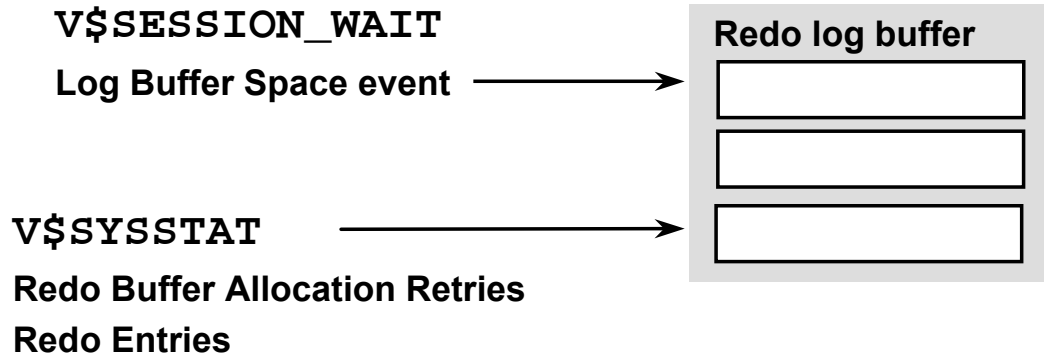 V$SESSION_WAIT
Log Buffer Space event
Redo log buffer
V$SYSSTAT
Redo Buffer Allocation Retries
Redo Entries